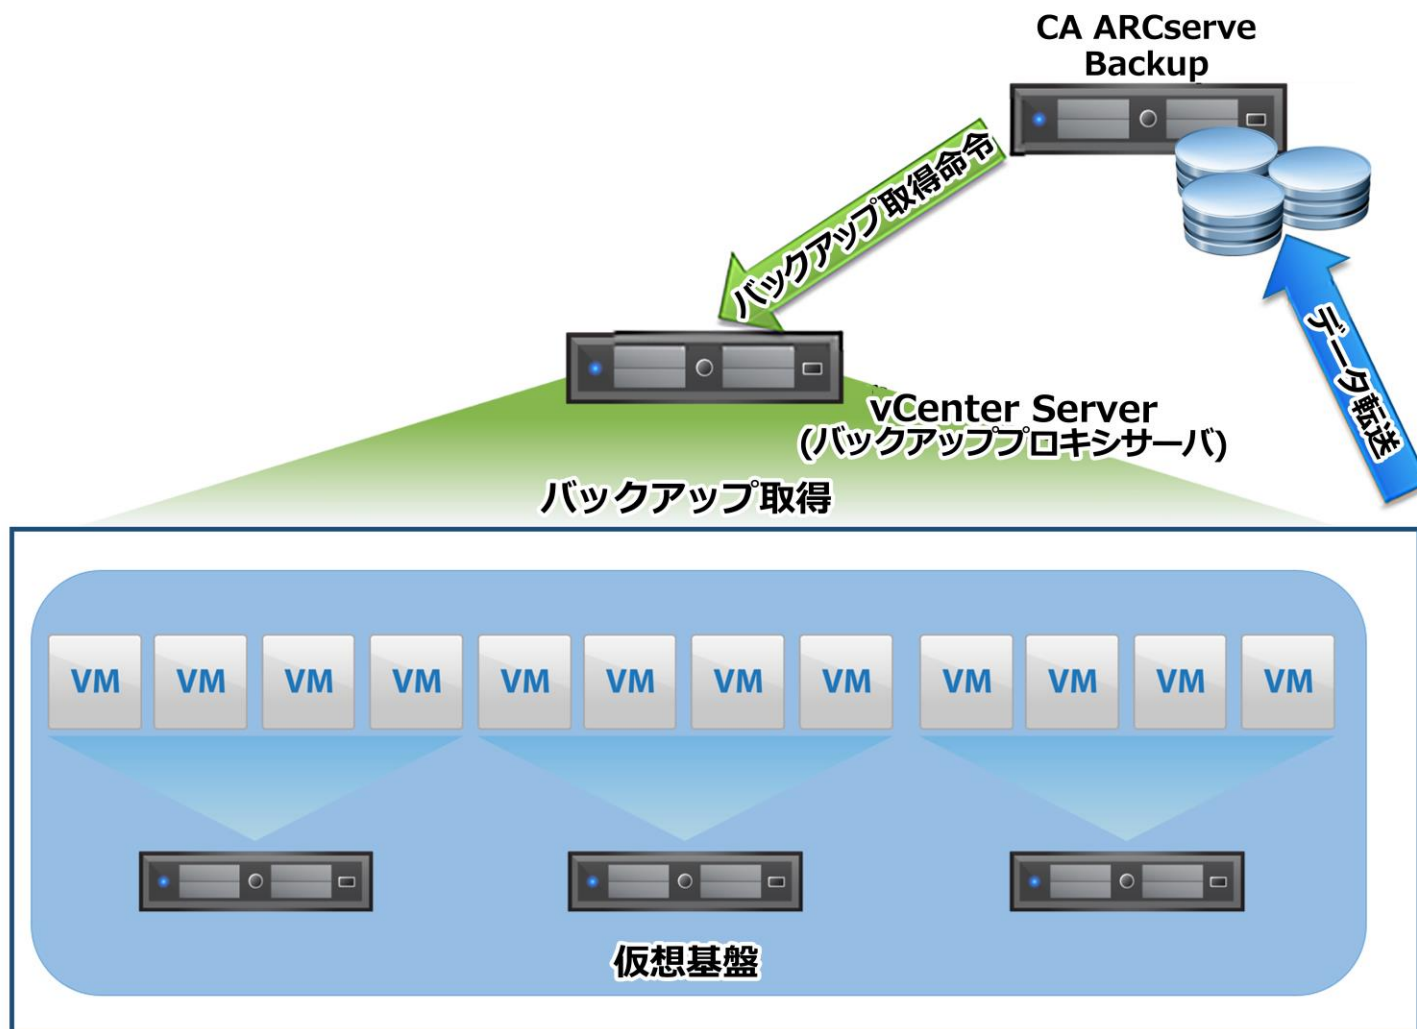 CA ARCserve
Backup
バックアップ取得命令
データ転送
vCenter Server
(バックアッププロキシサーバ)
バックアップ取得
VM VM VM VM VM VM VM VM VM VM VM VM
仮想基盤